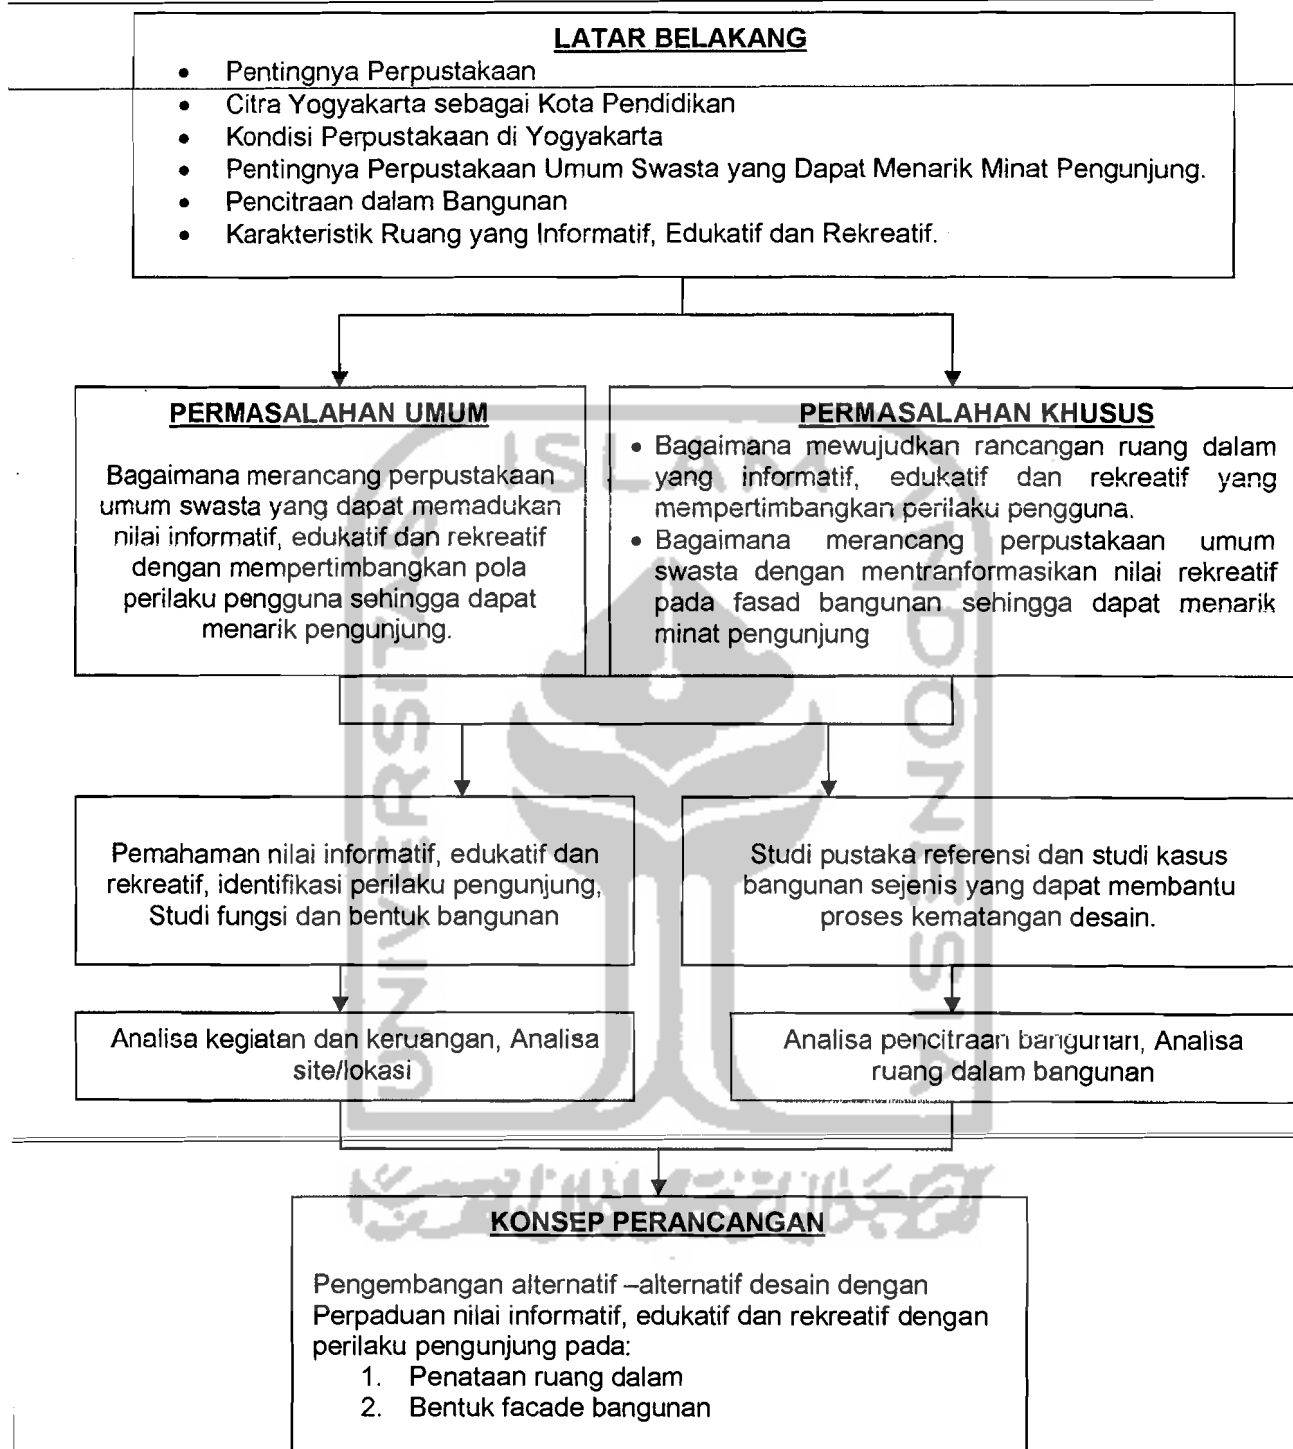 LATAR BELAKANG
• Pentingnya Perpustakaan
• Citra Yogyakarta sebagai Kota Pendidikan
• Kondisi Perpustakaan di Yogyakarta
• Pentingnya Perpustakaan Umum Swasta yang Dapat Menarik Minat Pengunjung.
• Pencitraan dalam Bangunan
• Karakteristik Ruang yang Informatif, Edukatif dan Rekreatif.
PERMASALAHAN UMUM
Bagaimana merancang perpustakaan
umum swasta yang dapat memadukan
nilai informatif, edukatif dan rekreatif
dengan mempertimbangkan pola
perilaku pengguna sehingga dapat
menarik pengunjung.
PERMASALAHAN KHUSUS
• Bagaimana mewujudkan rancangan ruang dalam
yang informatif, edukatif dan rekreatif yang
mempertimbangkan perilaku pengguna.
• Bagaimana merancang perpustakaan umum
swasta dengan mentranformasikan nilai rekreatif
pada fasad bangunan sehingga dapat menarik
minat pengunjung
Pemahaman nilai informatif, edukatif dan
rekreatif, identifikasi perilaku pengunjung,
Studi fungsi dan bentuk bangunan
Studi pustaka referensi dan studi kasus
bangunan sejenis yang dapat membantu
proses kematangan desain.
Analisa kegiatan dan keruangan, Analisa
site/lokasi
Analisa pencitraan bangunan, Analisa
ruang dalam bangunan
KONSEP PERANCANGAN
Pengembangan alternatif –alternatif desain dengan
Perpaduan nilai informatif, edukatif dan rekreatif dengan
perilaku pengunjung pada:
1. Penataan ruang dalam
2. Bentuk facade bangunan
UNIVERSITAS
ISLAM
INDONESIA